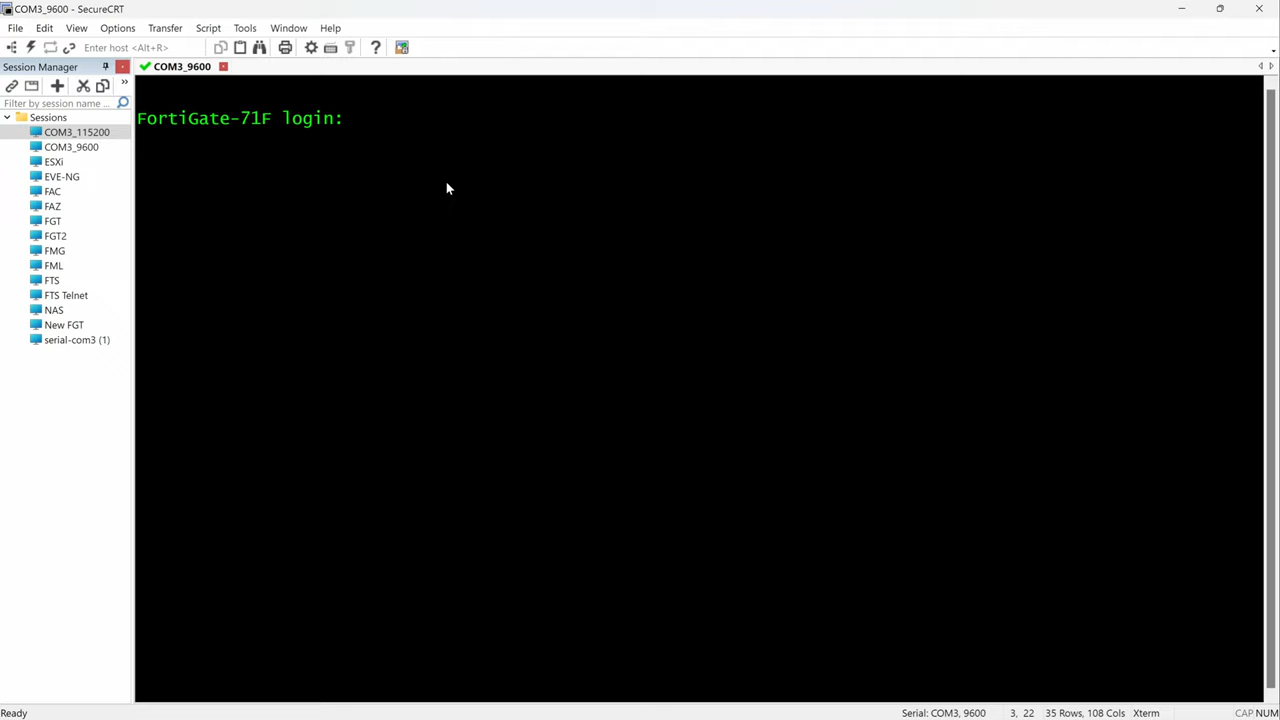 COM3_9600 - SecureCRT
File Edit View Options Transfer Script Tools Window Help
Enter host <Alt+R>
Session Manager
COM3_9600
Filter by session name ...
Sessions
COM3_115200
COM3_9600
ESXi
EVE-NG
FAC
FAZ
FGT
FGT2
FMG
FML
FTS
FTS Telnet
NAS
New FGT
serial-com3 (1)
FortiGate-71F login:
Ready
Serial: COM3, 9600 3, 22 35 Rows, 108 Cols Xterm CAP NUM